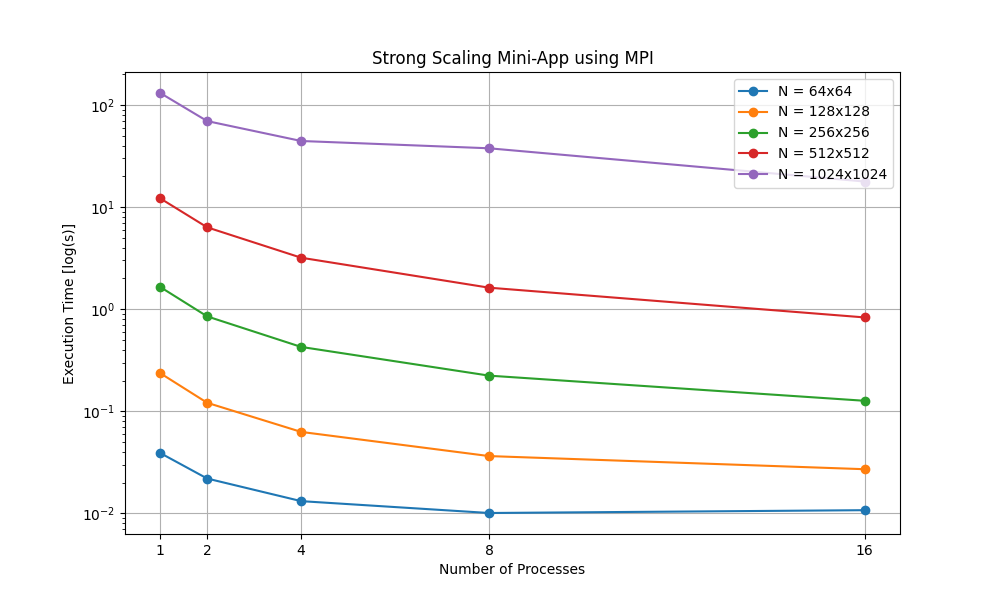 Strong Scaling Mini-App using MPI
N = 64x64
N = 128x128
N = 256x256
N = 512x512
N = 1024x1024
Execution Time [log(s)]
10²
10¹
10⁰
10⁻¹
10⁻²
1 2 4 8 16
Number of Processes